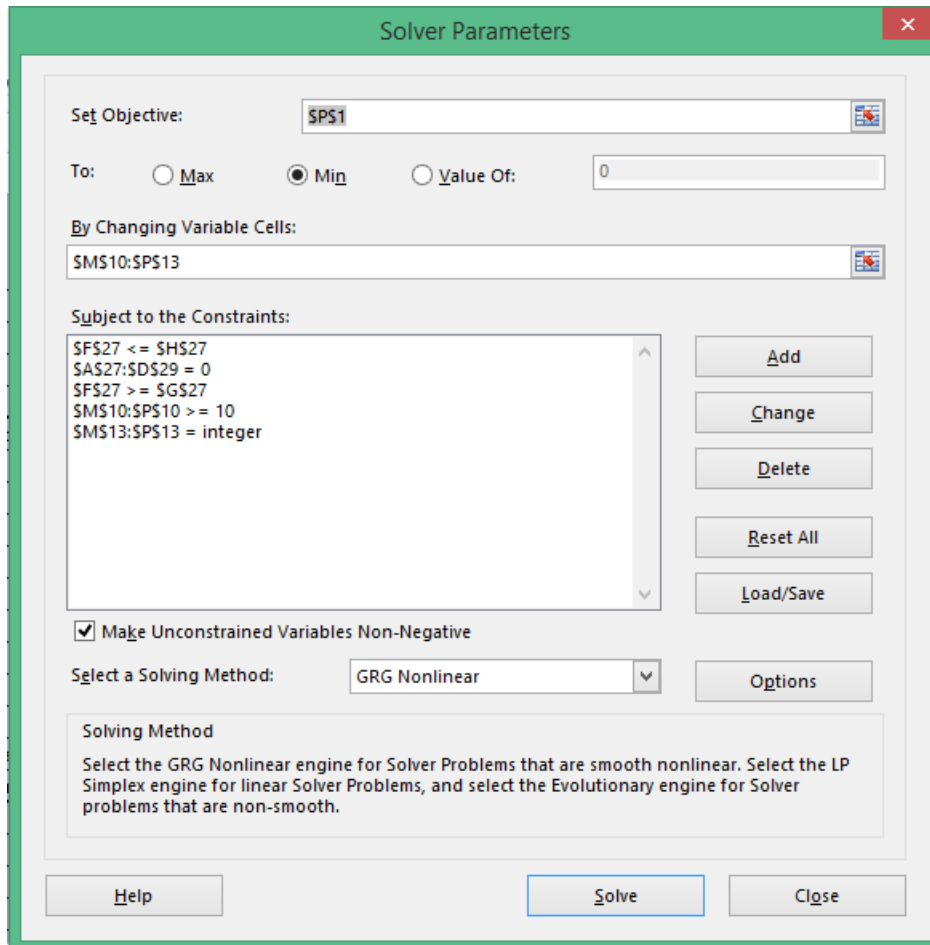 Solver Parameters
Set Objective:
$P$1
To:
Max
Min
Value Of:
0
By Changing Variable Cells:
$M$10:$P$13
Subject to the Constraints:
$F$27 <= $H$27
$A$27:$D$29 = 0
$F$27 >= $G$27
$M$10:$P$10 >= 10
$M$13:$P$13 = integer
Add
Change
Delete
Reset All
Load/Save
Make Unconstrained Variables Non-Negative
Select a Solving Method:
GRG Nonlinear
Options
Solving Method
Select the GRG Nonlinear engine for Solver Problems that are smooth nonlinear. Select the LP
Simplex engine for linear Solver Problems, and select the Evolutionary engine for Solver
problems that are non-smooth.
Help
Solve
Close